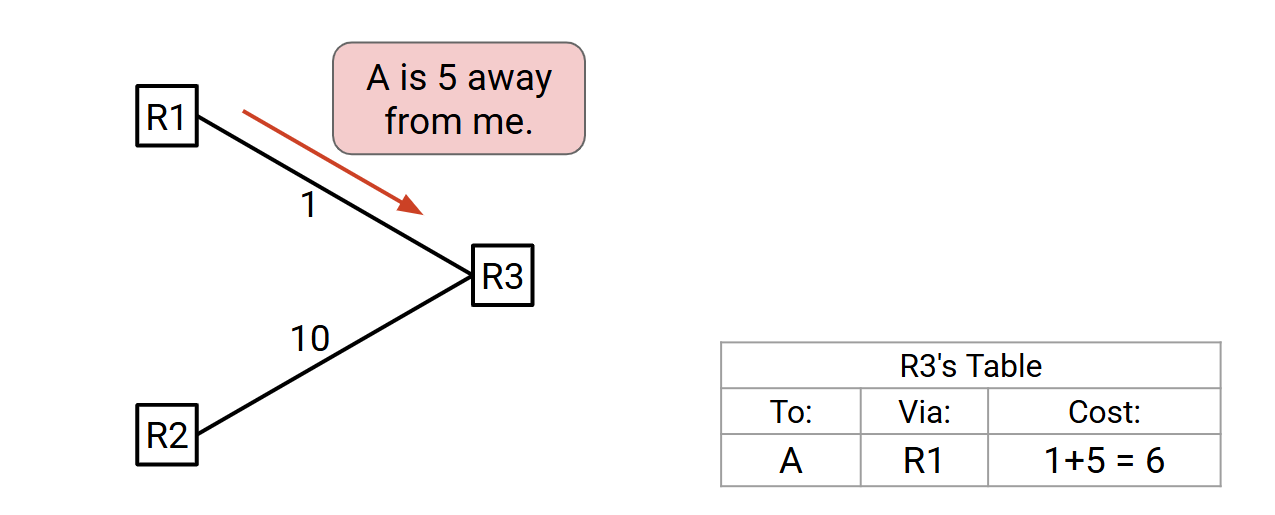 A is 5 away
from me.
R1
1
R3
10
R2
R3's Table
To: Via: Cost:
A R1 1+5 = 6